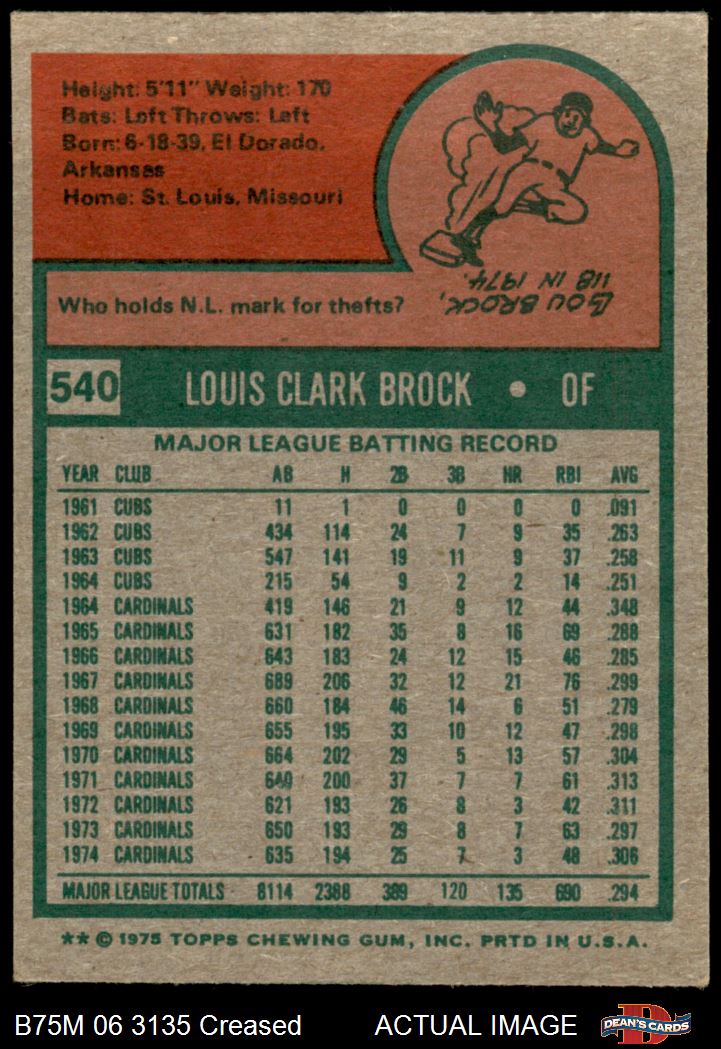 Height: 5'11" Weight: 170
Bats: Left Throws: Left
Born: 6-18-39, El Dorado,
Arkansas
Home: St. Louis, Missouri
Who holds N.L. mark for thefts?
LOU BROCK,
118 IN 1974.
540 LOUIS CLARK BROCK • OF
MAJOR LEAGUE BATTING RECORD
YEAR CLUB AB H 2B 3B HR RBI AVG
1961 CUBS 11 1 0 0 0 0 .091
1962 CUBS 434 114 24 7 9 35 .263
1963 CUBS 547 141 19 11 9 37 .258
1964 CUBS 215 54 9 2 2 14 .251
1964 CARDINALS 419 146 21 9 12 44 .348
1965 CARDINALS 631 182 35 8 16 69 .288
1966 CARDINALS 643 183 24 12 15 46 .285
1967 CARDINALS 689 206 32 12 21 76 .299
1968 CARDINALS 660 184 46 14 6 51 .279
1969 CARDINALS 655 195 33 10 12 47 .298
1970 CARDINALS 664 202 29 5 13 57 .304
1971 CARDINALS 640 200 37 7 7 61 .313
1972 CARDINALS 621 193 26 8 3 42 .311
1973 CARDINALS 650 193 29 8 7 63 .297
1974 CARDINALS 635 194 25 7 3 48 .306
MAJOR LEAGUE TOTALS 8114 2388 389 120 135 690 .294
** © 1975 TOPPS CHEWING GUM, INC. PRTD IN U.S.A.
B75M 06 3135 Creased ACTUAL IMAGE DEAN'S CARDS